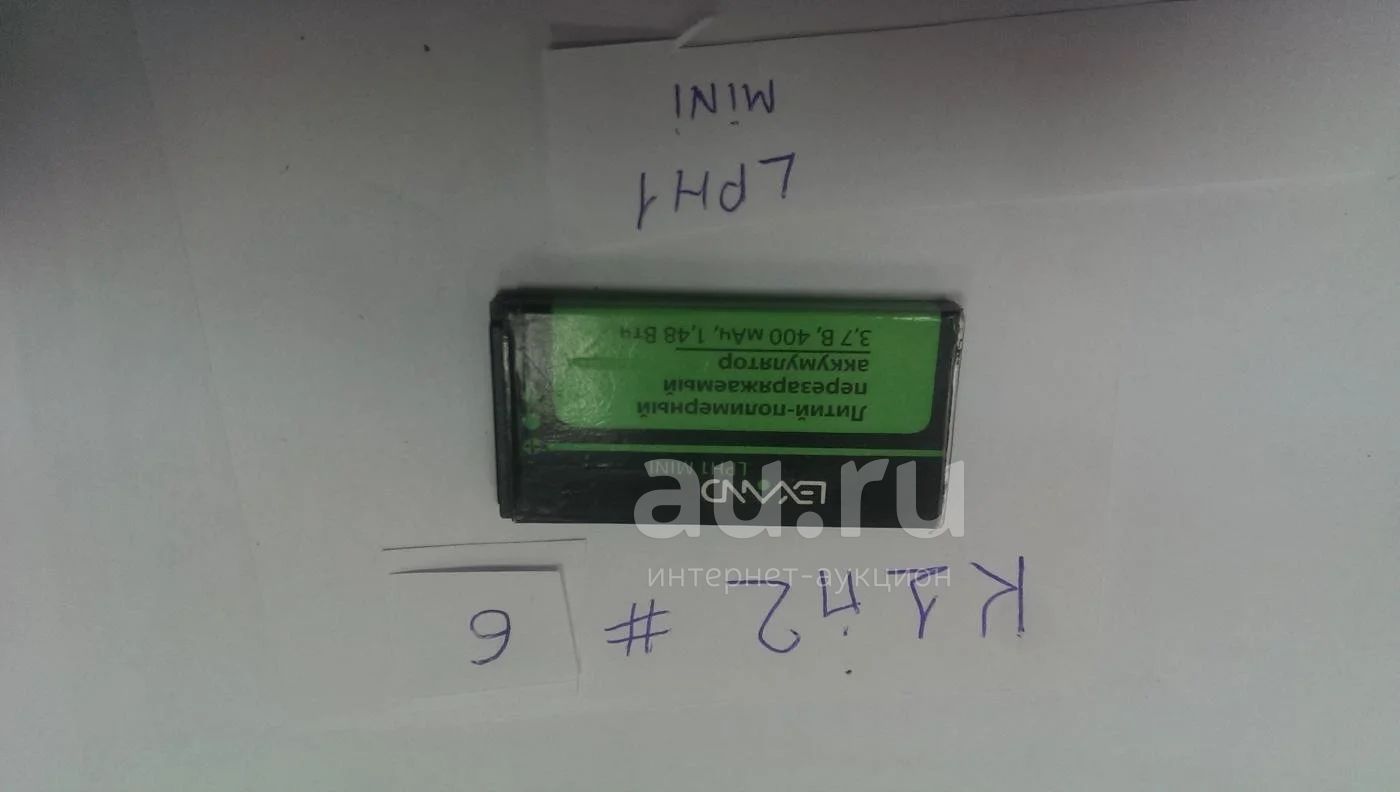 К1п2 # 6
LEXAND
LPH1 MINI
Литий-полимерный
перезаряжаемый
аккумулятор
3,7 В, 400 мАч, 1,48 Втч
LPH1
MiNi
au.ru
интернет-аукцион